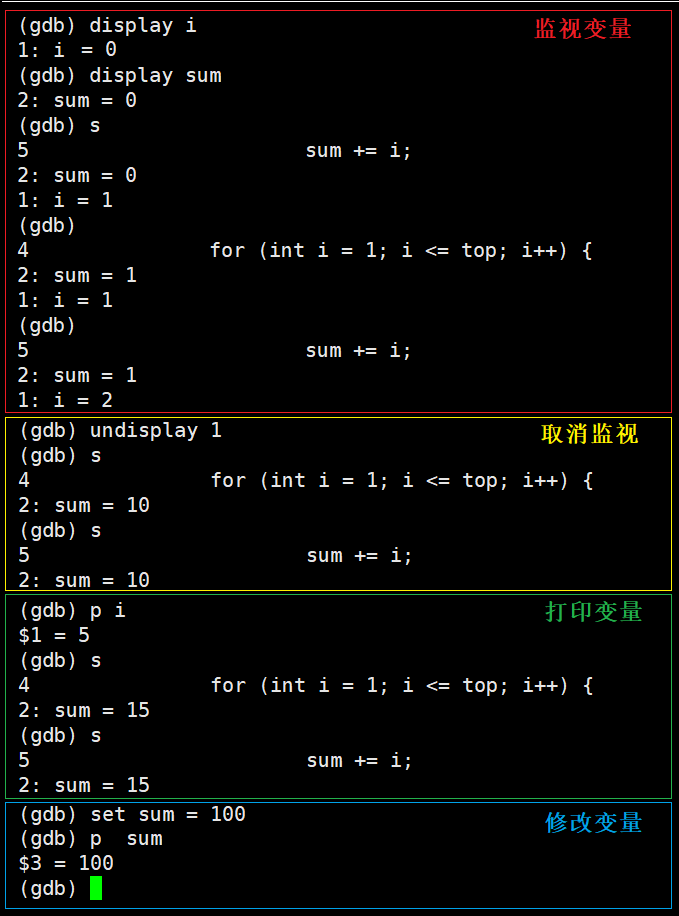 (gdb) display i 监视变量
1: i = 0
(gdb) display sum
2: sum = 0
(gdb) s
5 sum += i;
2: sum = 0
1: i = 1
(gdb)
4 for (int i = 1; i <= top; i++) {
2: sum = 1
1: i = 1
(gdb)
5 sum += i;
2: sum = 1
1: i = 2
(gdb) undisplay 1 取消监视
(gdb) s
4 for (int i = 1; i <= top; i++) {
2: sum = 10
(gdb) s
5 sum += i;
2: sum = 10
(gdb) p i 打印变量
$1 = 5
(gdb) s
4 for (int i = 1; i <= top; i++) {
2: sum = 15
(gdb) s
5 sum += i;
2: sum = 15
(gdb) set sum = 100 修改变量
(gdb) p  sum
$3 = 100
(gdb)